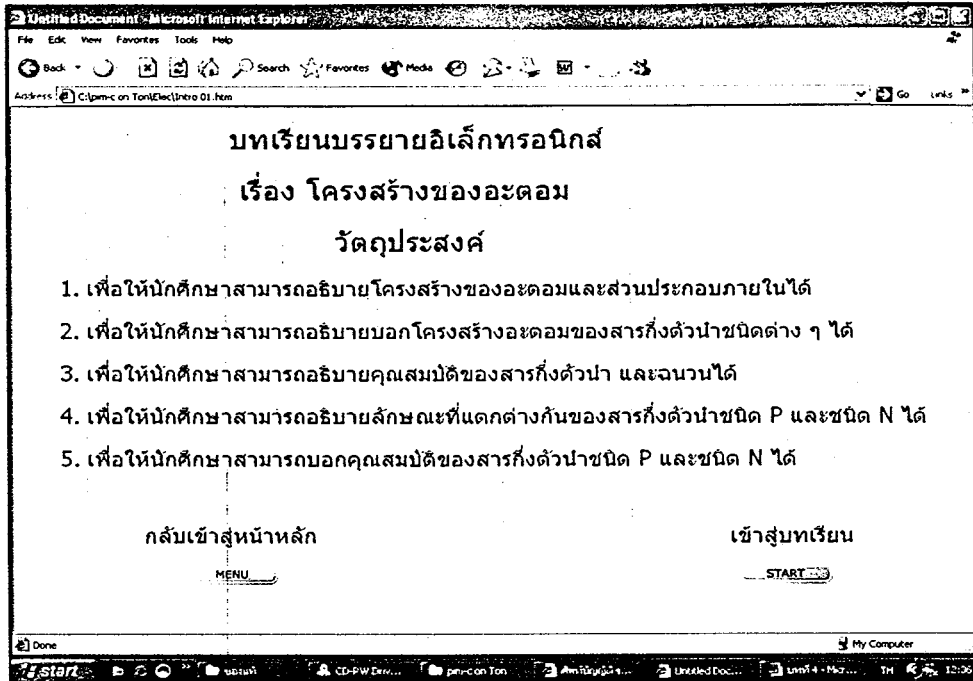 Untitled Document - Microsoft Internet Explorer
File Edit View Favorites Tools Help
Back Search Favorites Media
Address C:\pim-c on Ton\Elec\Intro 01.htm Go Links »
บทเรียนบรรยายอิเล็กทรอนิกส์
เรื่อง โครงสร้างของอะตอม
วัตถุประสงค์
1. เพื่อให้นักศึกษาสามารถอธิบายโครงสร้างของอะตอมและส่วนประกอบภายในได้
2. เพื่อให้นักศึกษาสามารถอธิบายบอกโครงสร้างอะตอมของสารกึ่งตัวนำชนิดต่าง ๆ ได้
3. เพื่อให้นักศึกษาสามารถอธิบายคุณสมบัติของสารกึ่งตัวนำ และฉนวนได้
4. เพื่อให้นักศึกษาสามารถอธิบายลักษณะที่แตกต่างกันของสารกึ่งตัวนำชนิด P และชนิด N ได้
5. เพื่อให้นักศึกษาสามารถบอกคุณสมบัติของสารกึ่งตัวนำชนิด P และชนิด N ได้
กลับเข้าสู่หน้าหลัก เข้าสู่บทเรียน
MENU START
Done My Computer
start CD-RW Driv... pim-c on Ton Untitled Doc... บทที่ 4 - Mic... TH 12:06